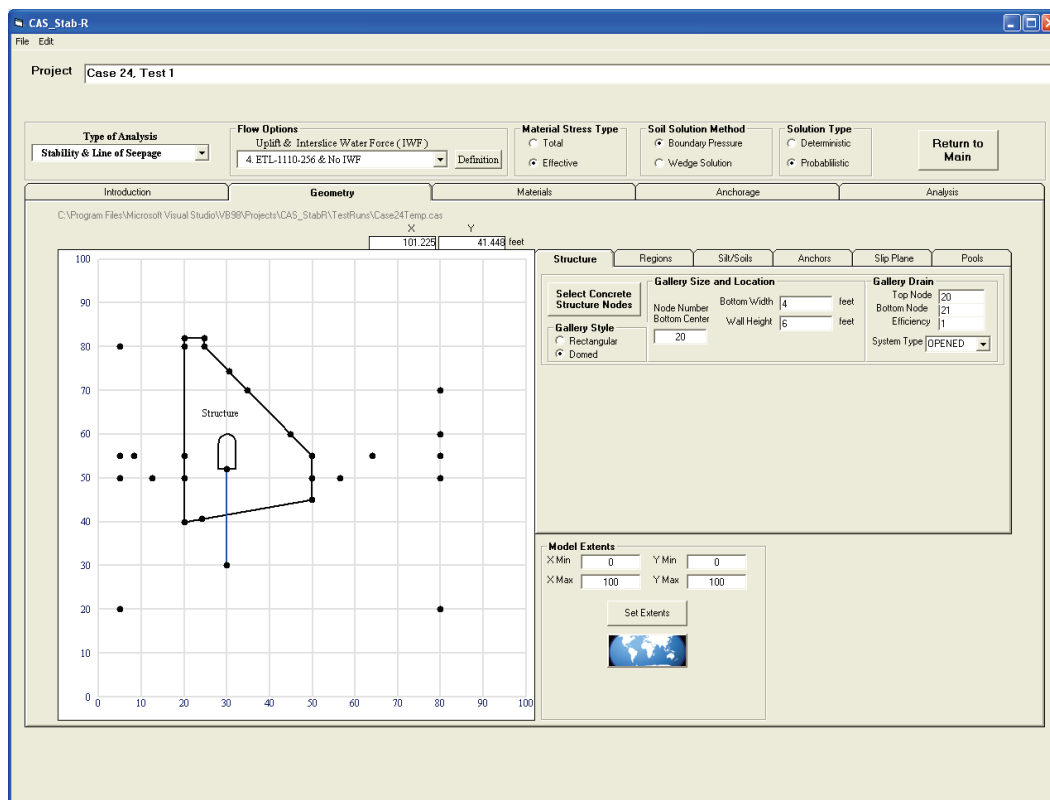 CAS_Stab-R
File Edit
Project Case 24, Test 1
Type of Analysis
Stability & Line of Seepage
Flow Options
Uplift & Interslice Water Force ( IWF )
4. ETL-1110-256 & No IWF
Definition
Material Stress Type
Total
Effective
Soil Solution Method
Boundary Pressure
Wedge Solution
Solution Type
Deterministic
Probablilistic
Return to
Main
Introduction Geometry Materials Anchorage Analysis
C:\Program Files\Microsoft Visual Studio\VB98\Projects\CAS_StabR\TestRuns\Case24Temp.cas
X Y
101.225 41.448 feet
100
90
80
70
60
50
40
30
20
10
0
Structure
0 10 20 30 40 50 60 70 80 90 100
Structure Regions Silt/Soils Anchors Slip Plane Pools
Select Concrete
Structure Nodes
Gallery Style
Rectangular
Domed
Gallery Size and Location
Node Number
Bottom Center
20
Bottom Width 4 feet
Wall Height 6 feet
Gallery Drain
Top Node 20
Bottom Node 21
Efficiency 1
System Type OPENED
Model Extents
X Min 0 Y Min 0
X Max 100 Y Max 100
Set Extents